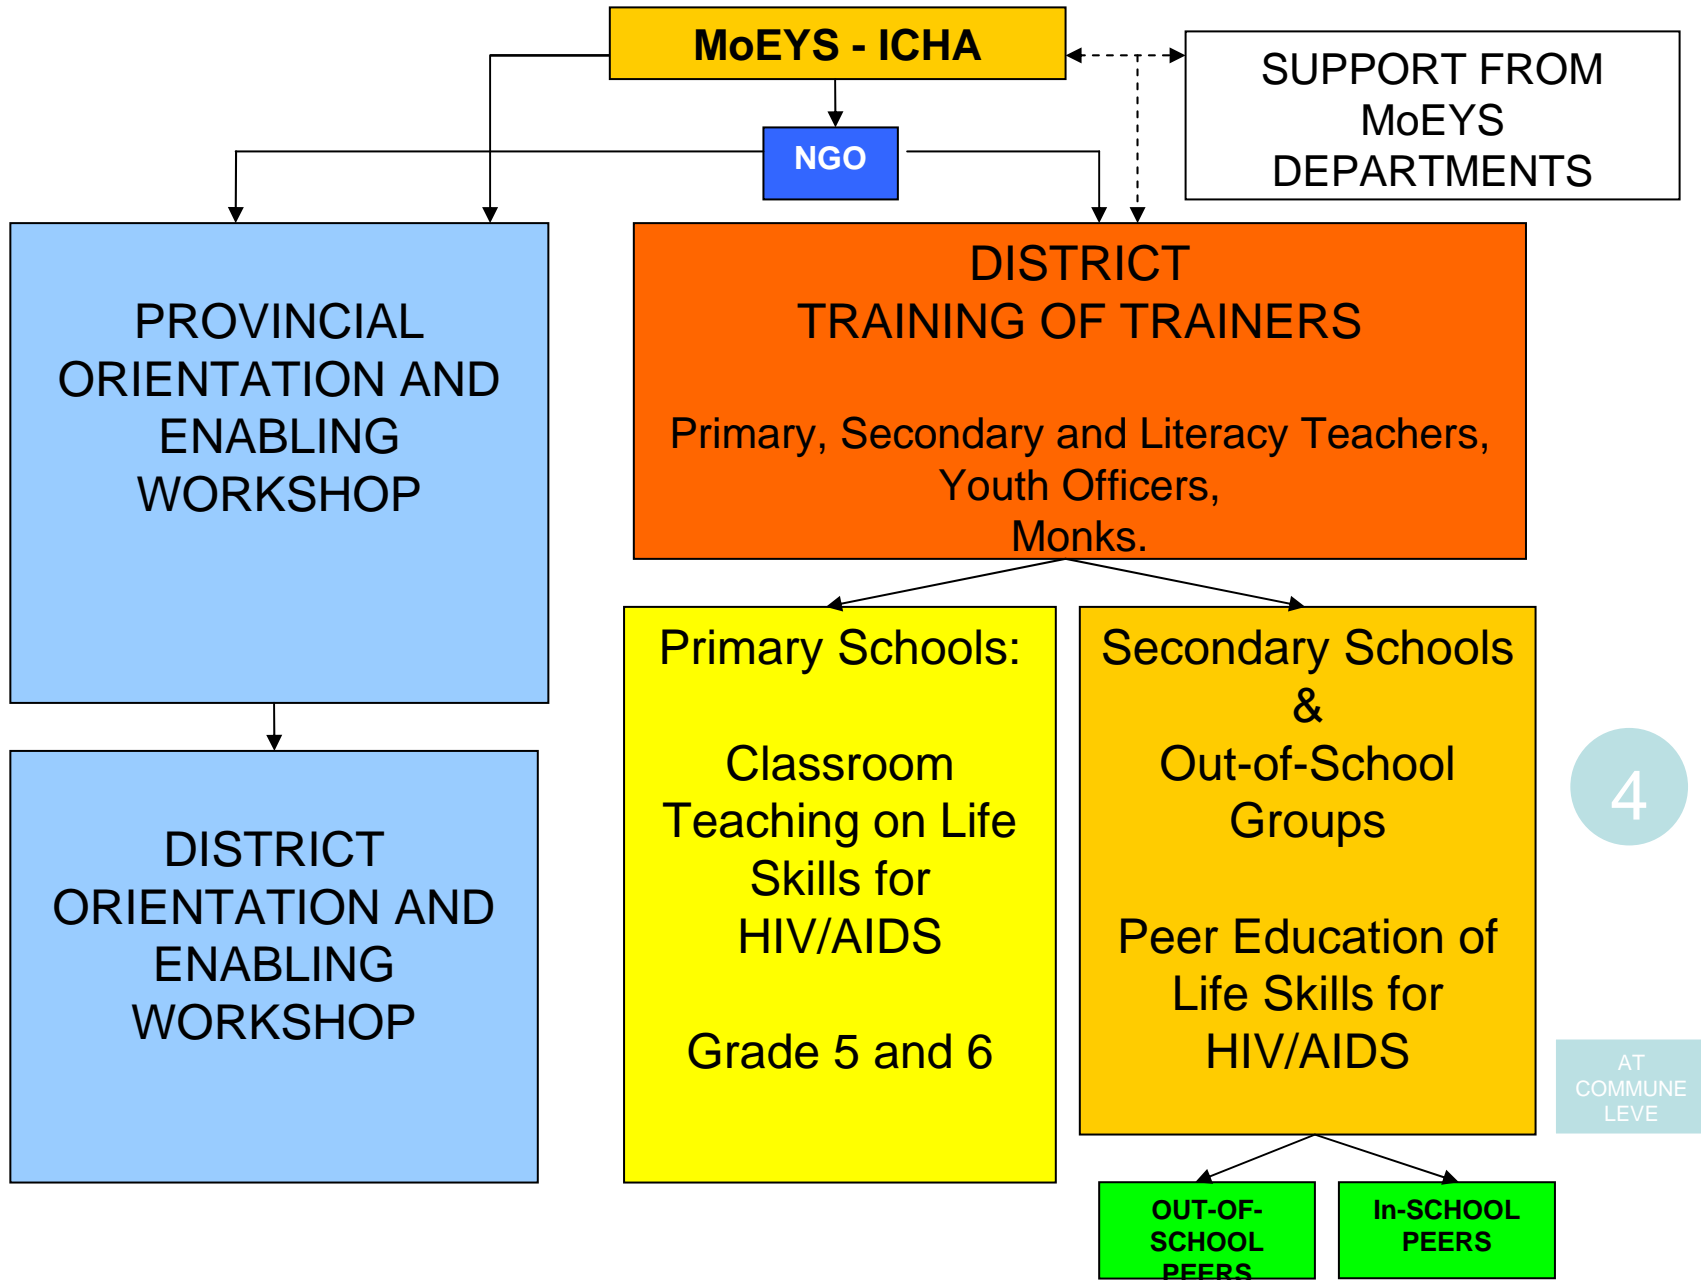 MoEYS - ICHA
SUPPORT FROM
MoEYS
DEPARTMENTS
NGO
PROVINCIAL
ORIENTATION AND
ENABLING
WORKSHOP
DISTRICT
TRAINING OF TRAINERS
Primary, Secondary and Literacy Teachers,
Youth Officers,
Monks.
DISTRICT
ORIENTATION AND
ENABLING
WORKSHOP
Primary Schools:
Classroom
Teaching on Life
Skills for
HIV/AIDS
Grade 5 and 6
Secondary Schools
&
Out-of-School
Groups
Peer Education of
Life Skills for
HIV/AIDS
4
AT
COMMUNE
LEVE
OUT-OF-
SCHOOL
PEERS
In-SCHOOL
PEERS